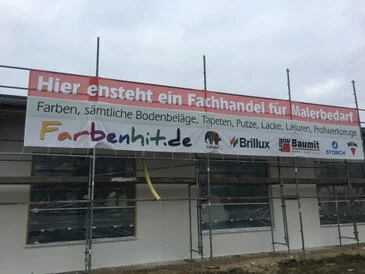 Hier ensteht ein Fachhandel für Malerbedarf
Farben, sämtliche Bodenbeläge, Tapeten, Putze, Lacke, Lasuren, Profiwerkzeuge
Farbenhit.de Brillux Baumit STORCH